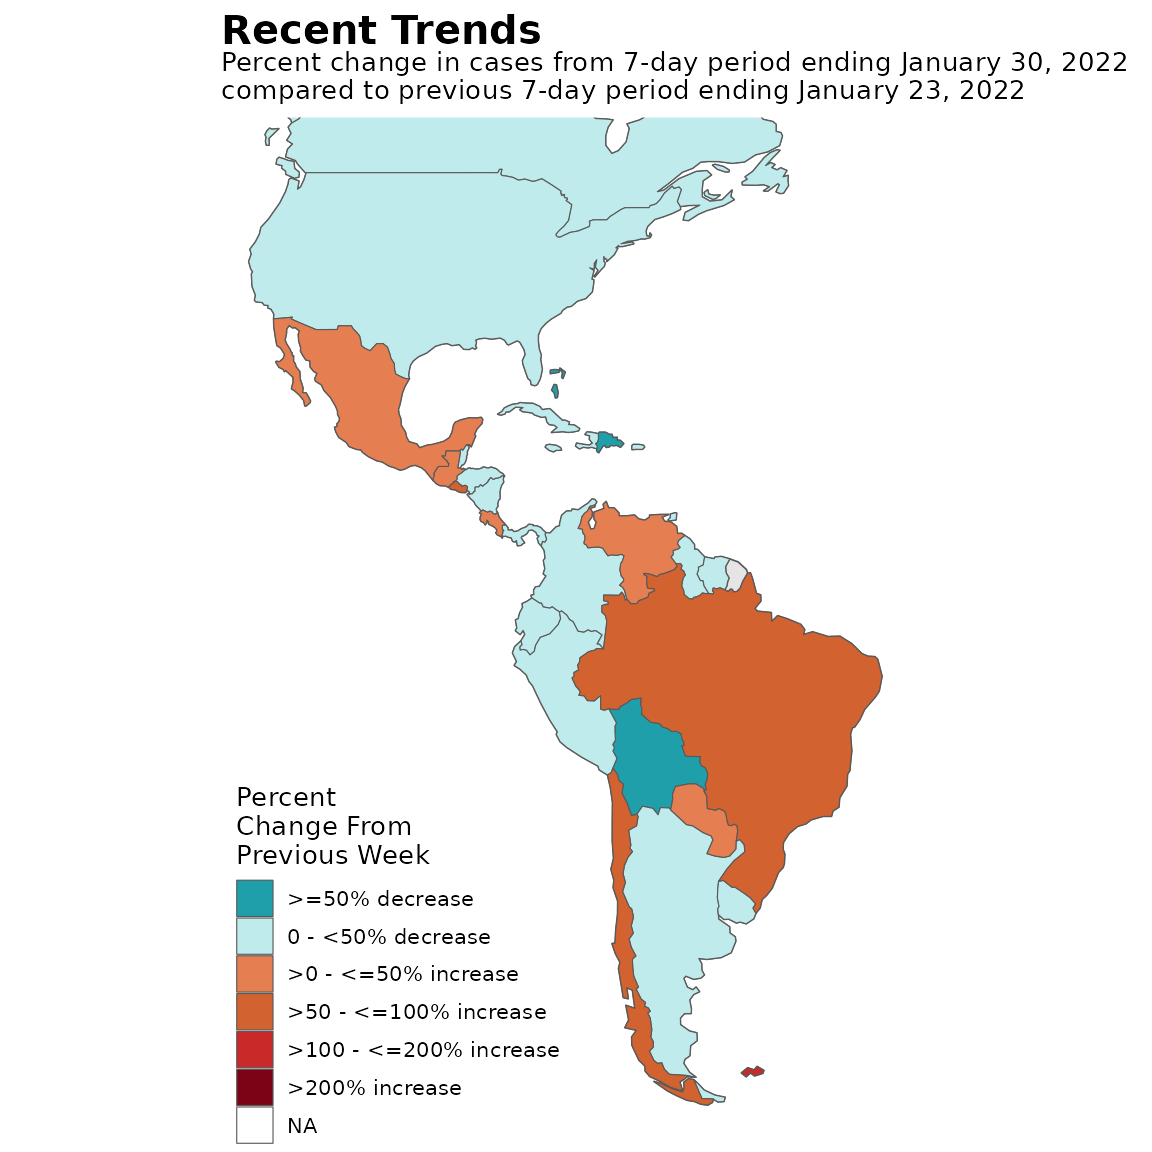 Recent Trends
Percent change in cases from 7-day period ending January 30, 2022
compared to previous 7-day period ending January 23, 2022
Percent
Change From
Previous Week
>=50% decrease
0 - <50% decrease
>0 - <=50% increase
>50 - <=100% increase
>100 - <=200% increase
>200% increase
NA